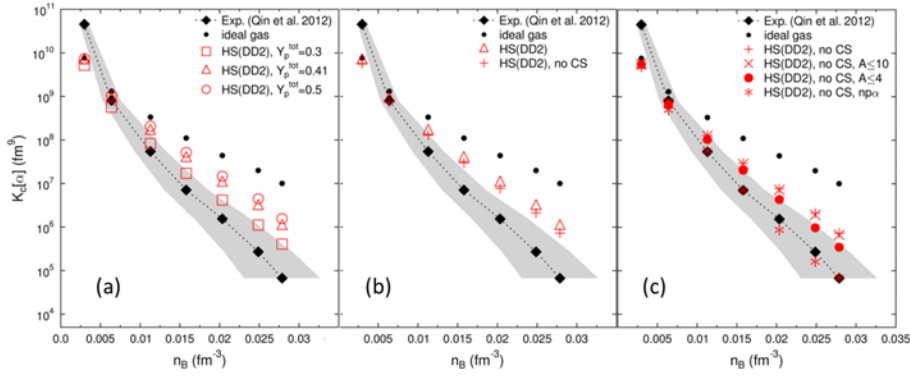 10^11
10^10
10^9
10^8
10^7
10^6
10^5
10^4
K_c[α] (fm^9)
Exp. (Qin et al. 2012)
ideal gas
HS(DD2), Y_p^tot=0.3
HS(DD2), Y_p^tot=0.41
HS(DD2), Y_p^tot=0.5
(a)
0.0 0.005 0.01 0.015 0.02 0.025 0.03
n_B (fm^-3)
Exp. (Qin et al. 2012)
ideal gas
HS(DD2)
HS(DD2), no CS
(b)
0.005 0.01 0.015 0.02 0.025 0.03
n_B (fm^-3)
Exp. (Qin et al. 2012)
ideal gas
HS(DD2), no CS
HS(DD2), no CS, A≤10
HS(DD2), no CS, A≤4
HS(DD2), no CS, npα
(c)
0.005 0.01 0.015 0.02 0.025 0.03 0.035
n_B (fm^-3)